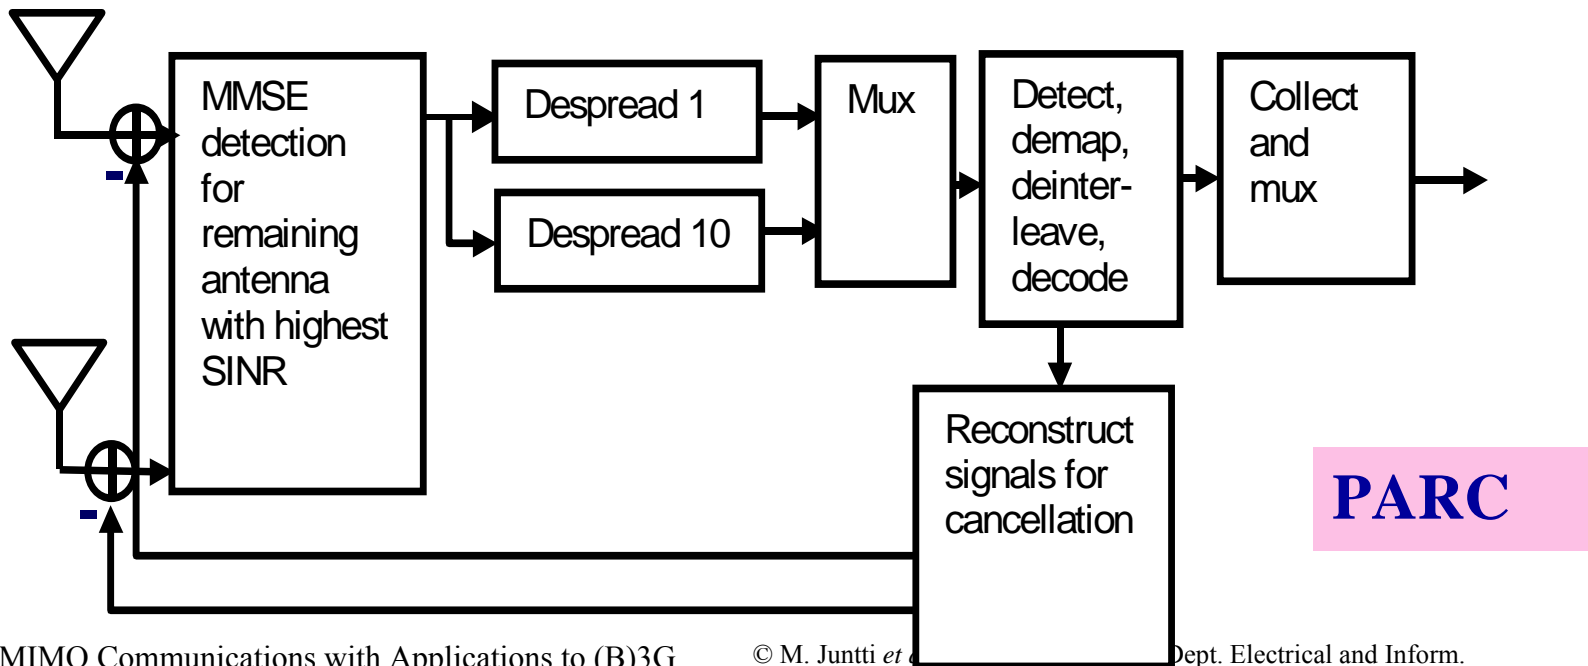 MMSE
detection
for
remaining
antenna
with highest
SINR
Despread 1
Despread 10
Mux
Detect,
demap,
deinter-
leave,
decode
Collect
and
mux
Reconstruct
signals for
cancellation
-
-
PARC
MIMO Communications with Applications to (B)3G
© M. Juntti et
Dept. Electrical and Inform.